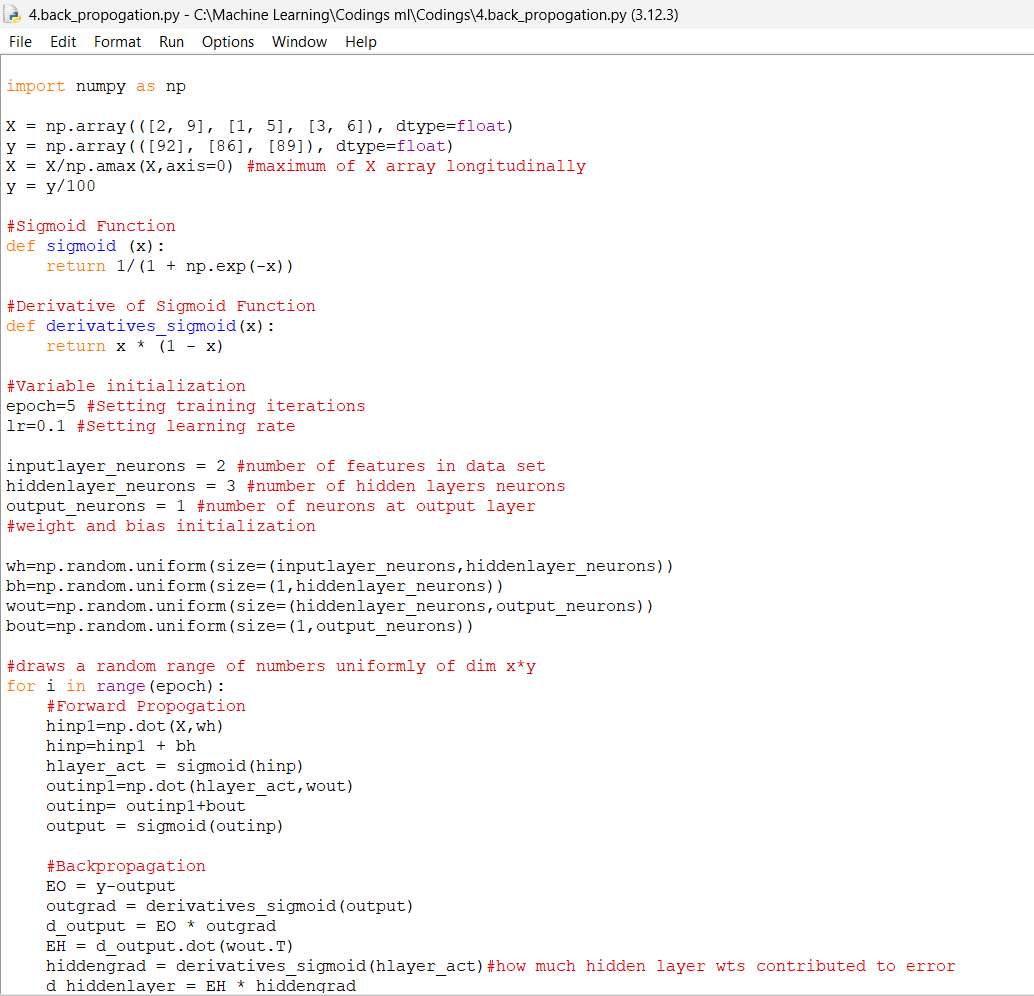 4.back_propogation.py - C:\Machine Learning\Codings ml\Codings\4.back_propogation.py (3.12.3)
File Edit Format Run Options Window Help
import numpy as np
X = np.array(([2, 9], [1, 5], [3, 6]), dtype=float)
y = np.array(([92], [86], [89]), dtype=float)
X = X/np.amax(X,axis=0) #maximum of X array longitudinally
y = y/100
#Sigmoid Function
def sigmoid (x):
    return 1/(1 + np.exp(-x))
#Derivative of Sigmoid Function
def derivatives_sigmoid(x):
    return x * (1 - x)
#Variable initialization
epoch=5 #Setting training iterations
lr=0.1 #Setting learning rate
inputlayer_neurons = 2 #number of features in data set
hiddenlayer_neurons = 3 #number of hidden layers neurons
output_neurons = 1 #number of neurons at output layer
#weight and bias initialization
wh=np.random.uniform(size=(inputlayer_neurons,hiddenlayer_neurons))
bh=np.random.uniform(size=(1,hiddenlayer_neurons))
wout=np.random.uniform(size=(hiddenlayer_neurons,output_neurons))
bout=np.random.uniform(size=(1,output_neurons))
#draws a random range of numbers uniformly of dim x*y
for i in range(epoch):
    #Forward Propogation
    hinp1=np.dot(X,wh)
    hinp=hinp1 + bh
    hlayer_act = sigmoid(hinp)
    outinp1=np.dot(hlayer_act,wout)
    outinp= outinp1+bout
    output = sigmoid(outinp)
    #Backpropagation
    EO = y-output
    outgrad = derivatives_sigmoid(output)
    d_output = EO * outgrad
    EH = d_output.dot(wout.T)
    hiddengrad = derivatives_sigmoid(hlayer_act)#how much hidden layer wts contributed to error
    d_hiddenlayer = EH * hiddengrad